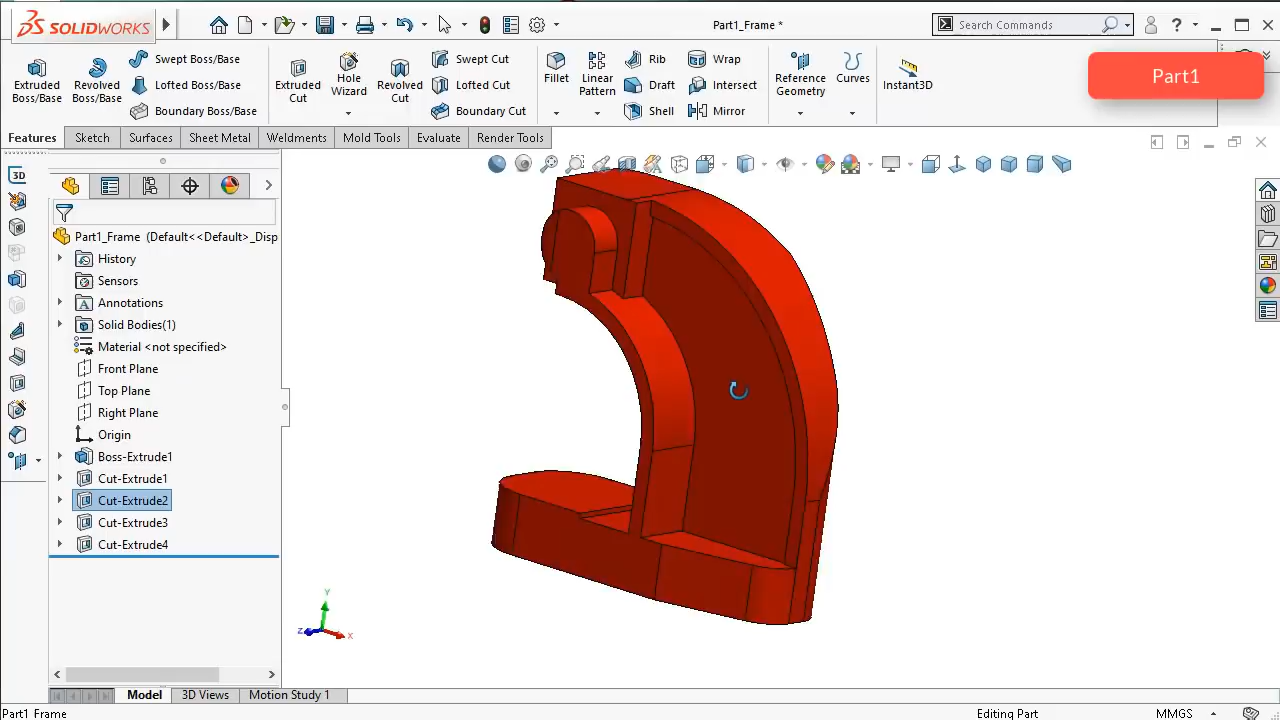 SOLIDWORKS
Part1_Frame *
Search Commands
Part1
Extruded Boss/Base
Revolved Boss/Base
Swept Boss/Base
Lofted Boss/Base
Boundary Boss/Base
Extruded Cut
Hole Wizard
Revolved Cut
Swept Cut
Lofted Cut
Boundary Cut
Fillet
Linear Pattern
Rib
Draft
Shell
Wrap
Intersect
Mirror
Reference Geometry
Curves
Instant3D
Features
Sketch
Surfaces
Sheet Metal
Weldments
Mold Tools
Evaluate
Render Tools
3D
Part1_Frame (Default<<Default>_Disp
History
Sensors
Annotations
Solid Bodies(1)
Material <not specified>
Front Plane
Top Plane
Right Plane
Origin
Boss-Extrude1
Cut-Extrude1
Cut-Extrude2
Cut-Extrude3
Cut-Extrude4
Y
Z
X
Model
3D Views
Motion Study 1
Part1 Frame
Editing Part
MMGS